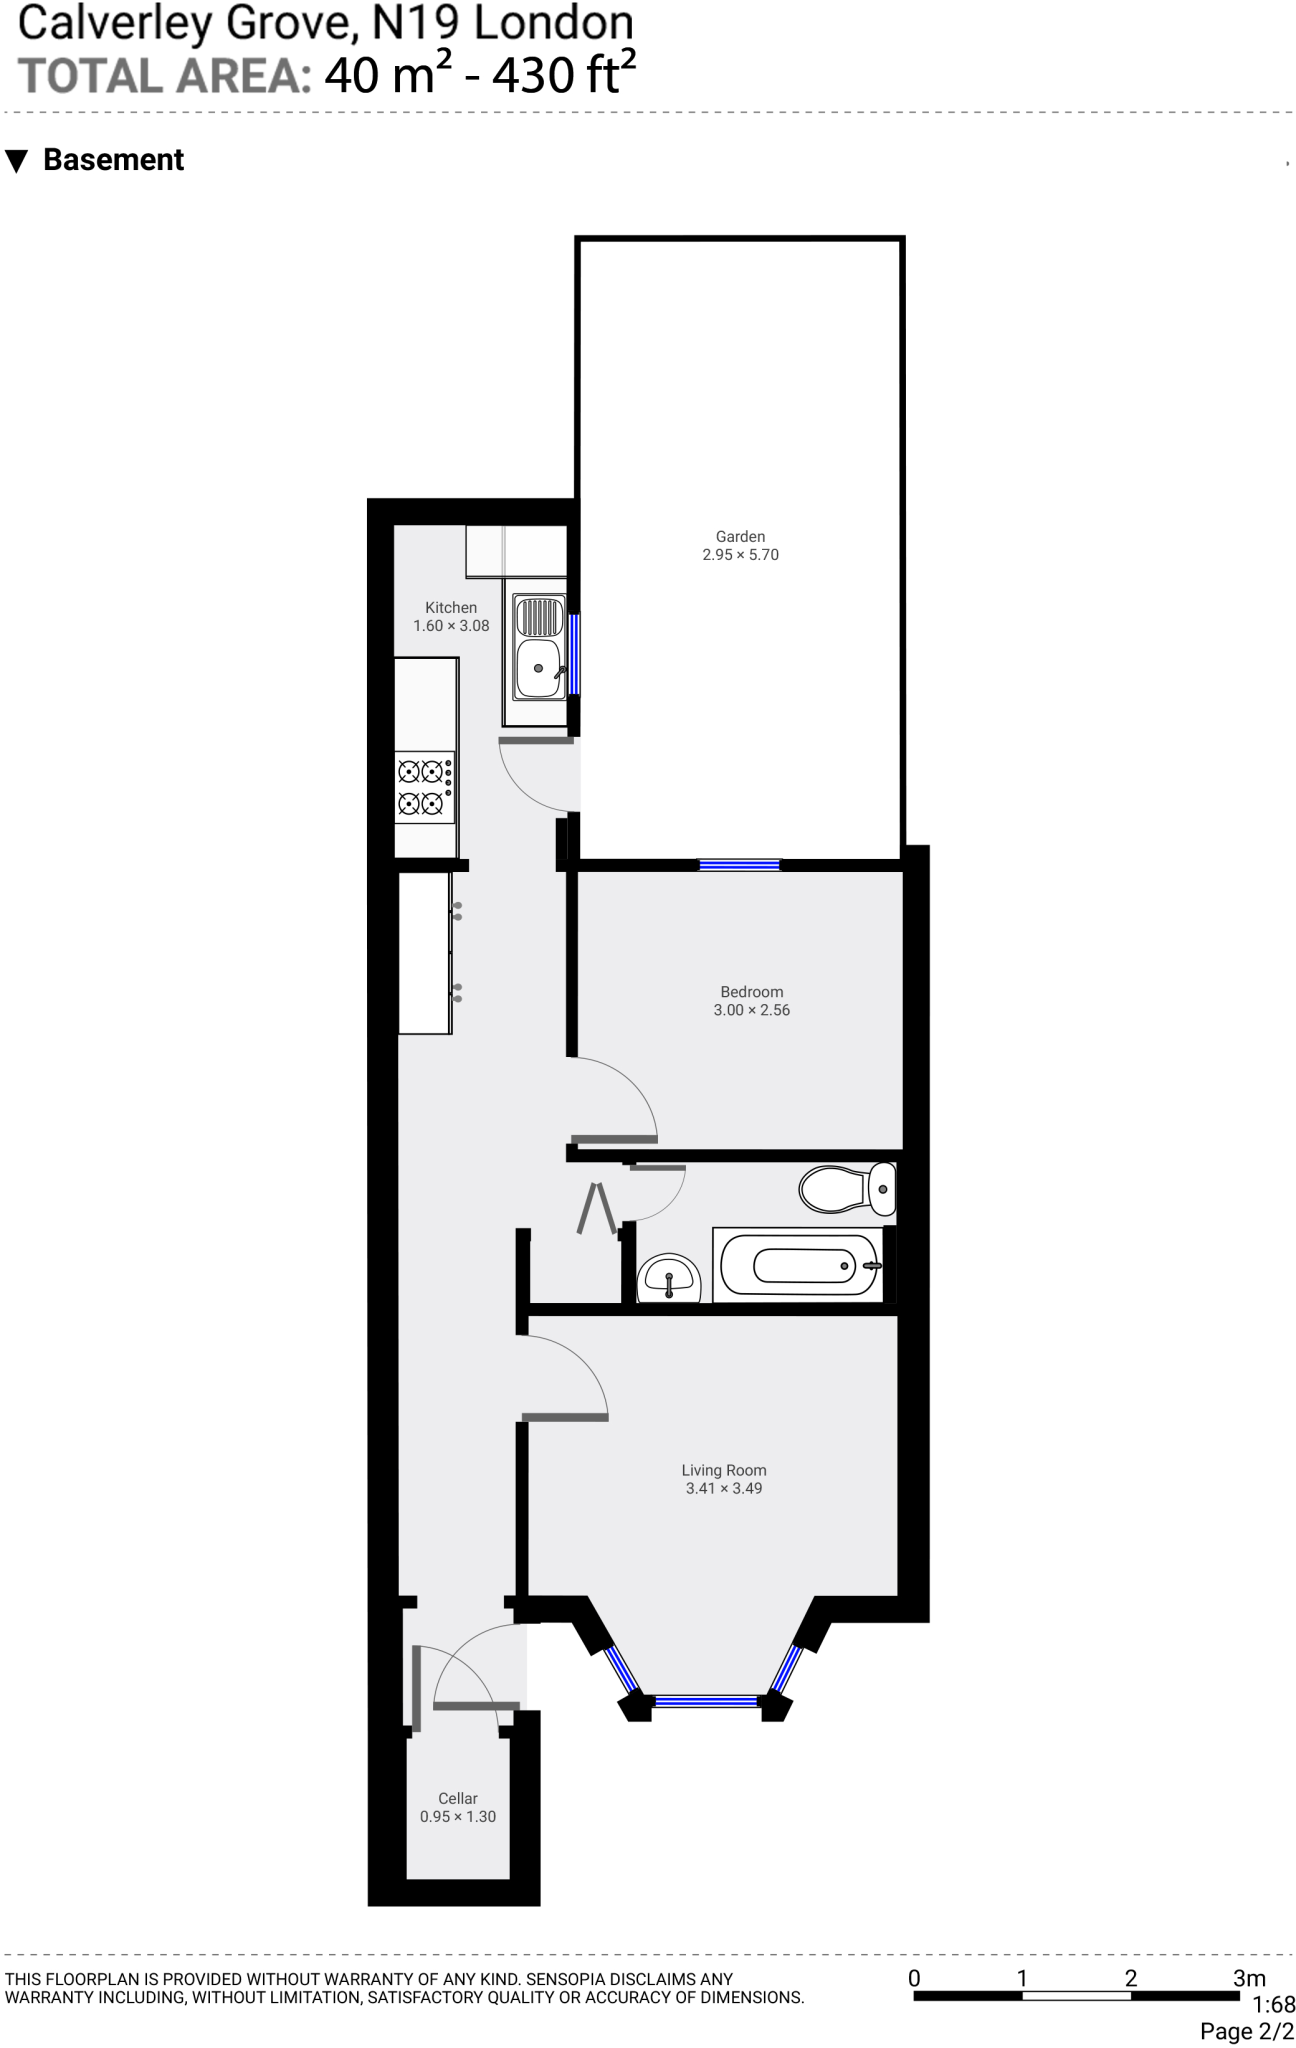 Calverley Grove, N19 London
TOTAL AREA: 40 m² - 430 ft²
▼ Basement
Garden
2.95 × 5.70
Kitchen
1.60 × 3.08
Bedroom
3.00 × 2.56
Living Room
3.41 × 3.49
Cellar
0.95 × 1.30
THIS FLOORPLAN IS PROVIDED WITHOUT WARRANTY OF ANY KIND. SENSOPIA DISCLAIMS ANY
WARRANTY INCLUDING, WITHOUT LIMITATION, SATISFACTORY QUALITY OR ACCURACY OF DIMENSIONS.
0 1 2 3m
1:68
Page 2/2